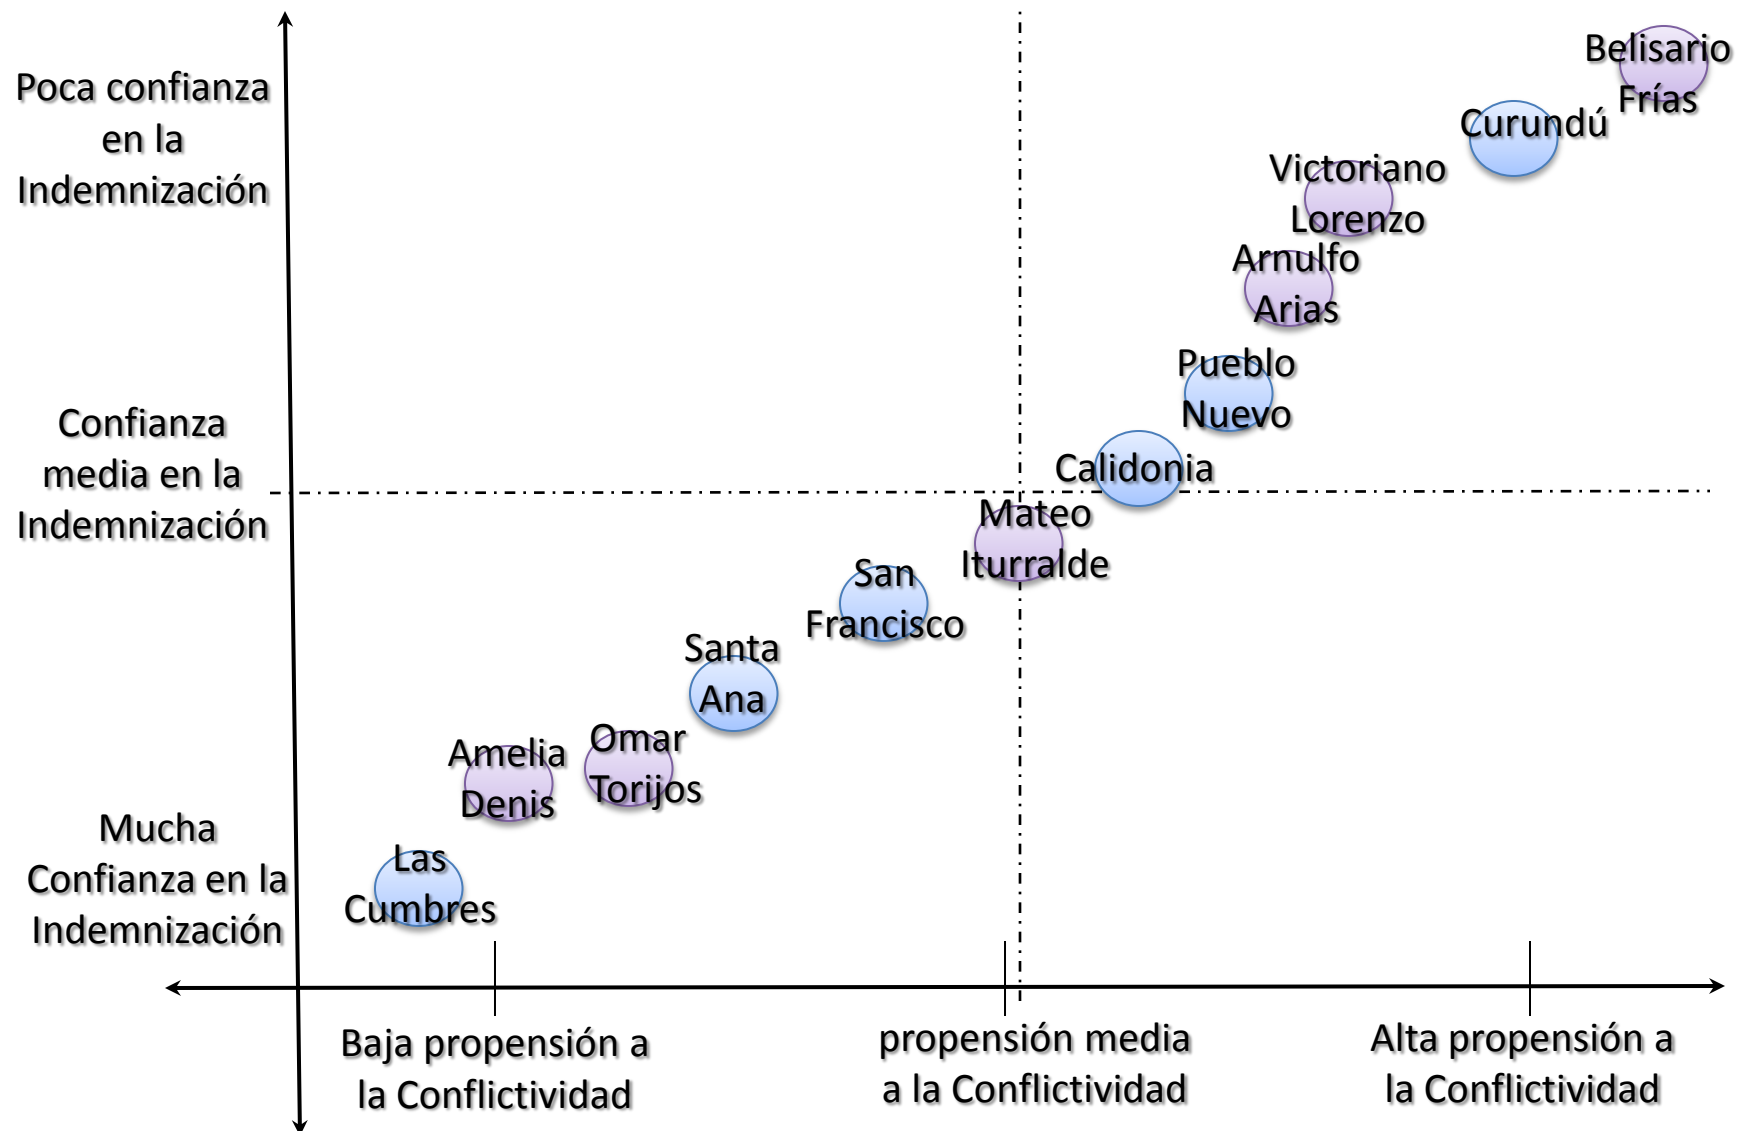 Poca confianza
en la
Indemnización
Confianza
media en la
Indemnización
Mucha
Confianza en la
Indemnización
Belisario
Frías
Curundú
Victoriano
Lorenzo
Arnulfo
Arias
Pueblo
Nuevo
Calidonia
Mateo
Iturralde
San
Francisco
Santa
Ana
Omar
Torijos
Amelia
Denis
Las
Cumbres
Baja propensión a
la Conflictividad
propensión media
a la Conflictividad
Alta propensión a
la Conflictividad